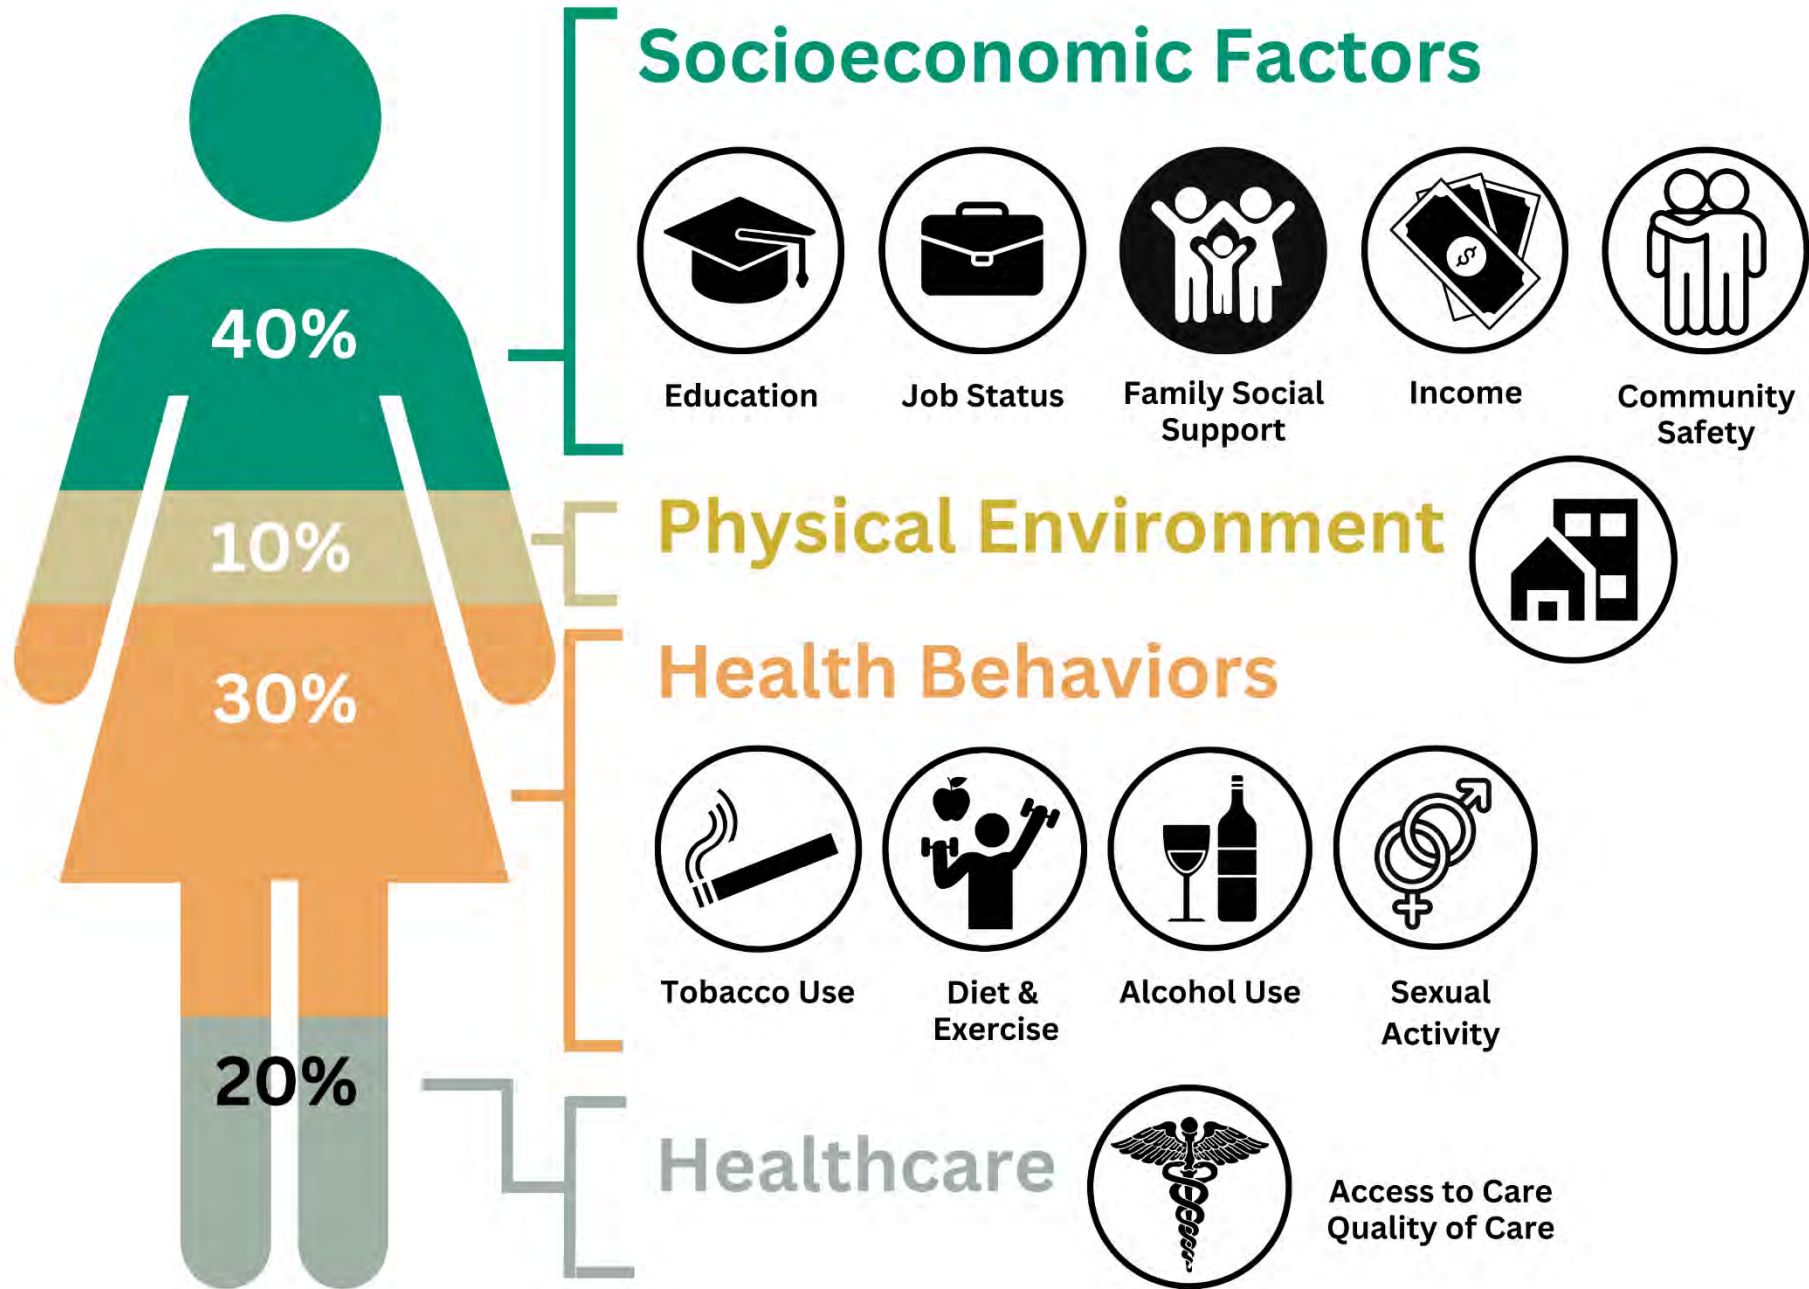 Socioeconomic Factors
40%
Education
Job Status
Family Social
Support
Income
$
Community
Safety
10%
Physical Environment
30%
Health Behaviors
Tobacco Use
Diet &
Exercise
Alcohol Use
Sexual
Activity
20%
Healthcare
Access to Care
Quality of Care